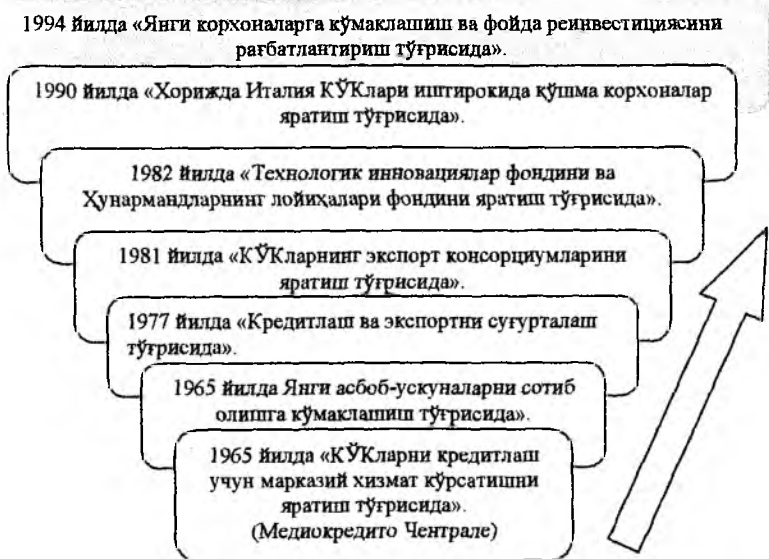 1994 йилда «Янги корхоналарга кўмаклашиш ва фойда реинвестициясини
рағбатлантириш тўғрисида».
1990 йилда «Хорижда Италия КЎКлари иштирокида қўшма корхоналар
яратиш тўғрисида».
1982 йилда «Технологик инновациялар фондини ва
Ҳунармандларнинг лойиҳалари фондини яратиш тўғрисида».
1981 йилда «КЎКларнинг экспорт консорциумларини
яратиш тўғрисида».
1977 йилда «Кредитлаш ва экспортни суғурталаш
тўғрисида».
1965 йилда Янги асбоб-ускуналарни сотиб
олишга кўмаклашиш тўғрисида».
1965 йилда «КЎКларни кредитлаш
учун марказий хизмат кўрсатишни
яратиш тўғрисида».
(Медиокредито Чентрале)